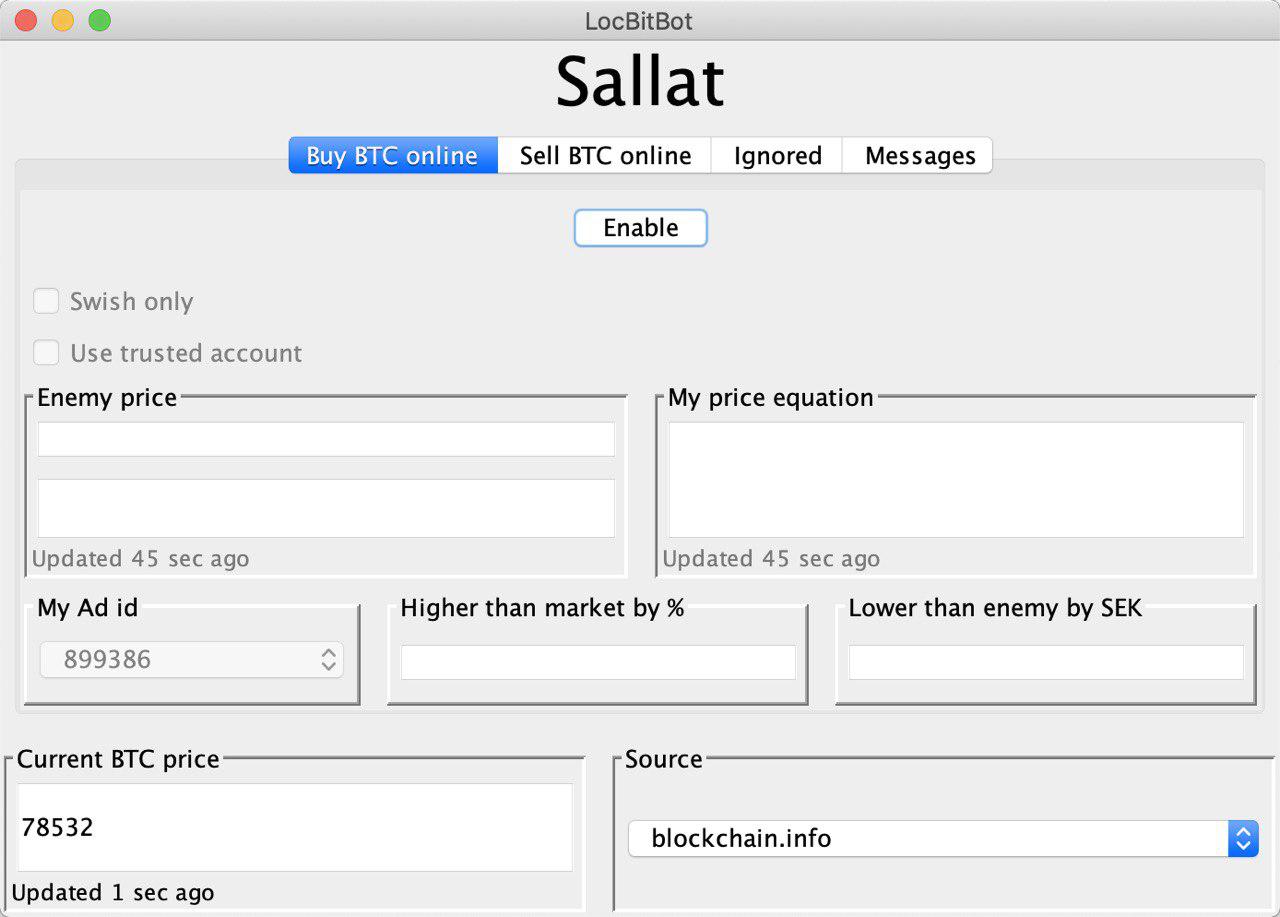 LocBitBot
Sallat
Buy BTC online Sell BTC online Ignored Messages
Enable
Swish only
Use trusted account
Enemy price My price equation
Updated 45 sec ago Updated 45 sec ago
My Ad id Higher than market by % Lower than enemy by SEK
899386
Current BTC price Source
78532 blockchain.info
Updated 1 sec ago